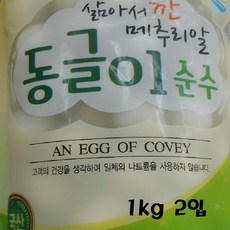 삶아서 깐
메추리알
동글이 순수
AN EGG OF COVEY
고객의 건강을 생각하여 일체의 나트륨을 사용하지 않습니다.
국산
1kg 2입